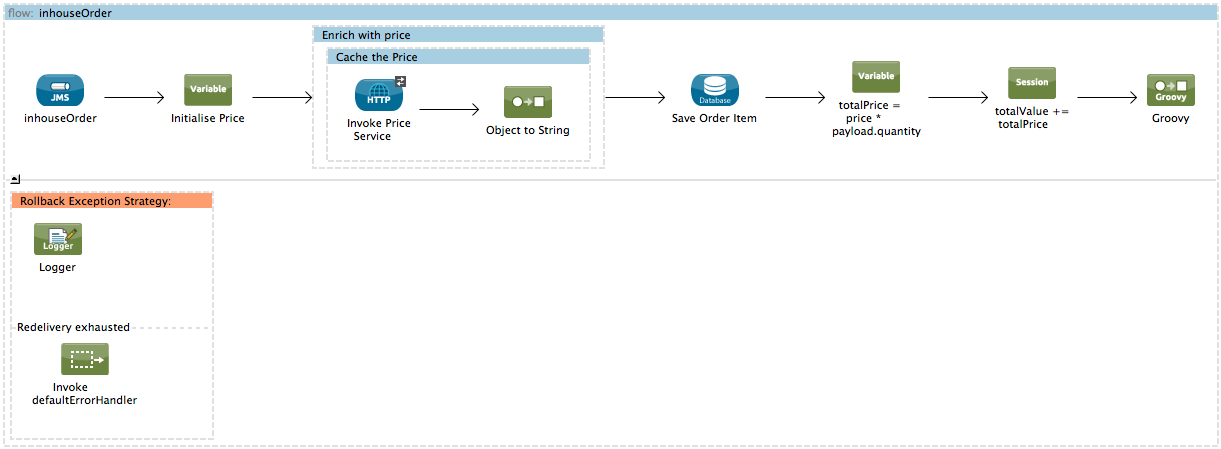 flow: inhouseOrder
Enrich with price
Cache the Price
JMS
inhouseOrder
Variable
Initialise Price
HTTP
Invoke Price
Service
Object to String
Database
Save Order Item
Variable
totalPrice =
price *
payload.quantity
Session
totalValue +=
totalPrice
Groovy
Groovy
Rollback Exception Strategy:
Logger
Logger
Redelivery exhausted
Invoke
defaultErrorHandler